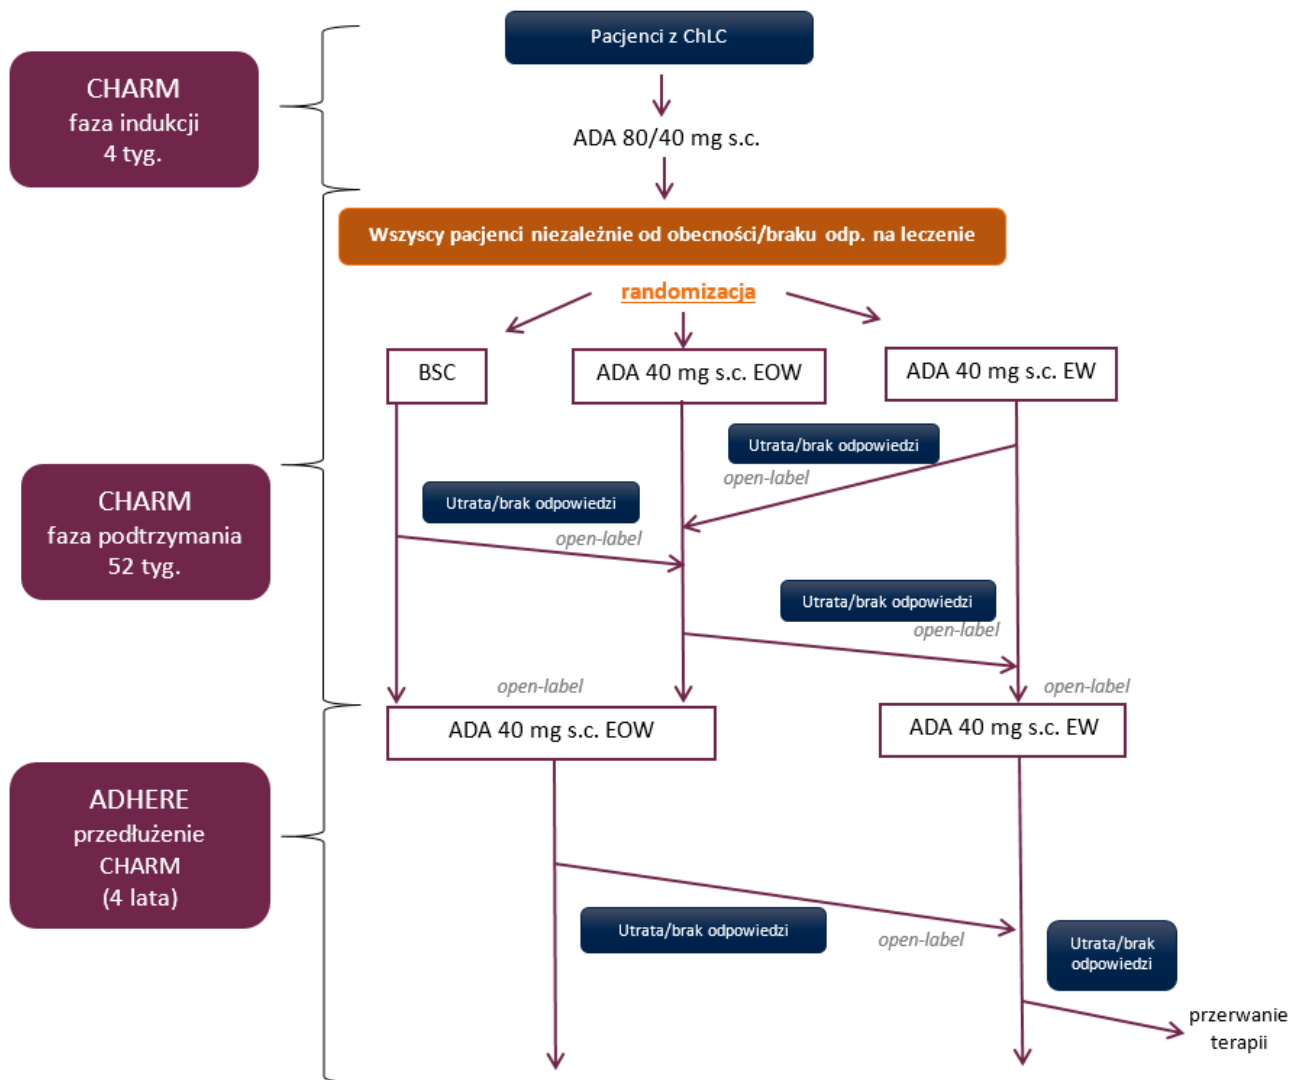 Pacjenci z ChLC
CHARM
faza indukcji
4 tyg.
ADA 80/40 mg s.c.
Wszyscy pacjenci niezależnie od obecności/braku odp. na leczenie
randomizacja
BSC
ADA 40 mg s.c. EOW
ADA 40 mg s.c. EW
Utrata/brak odpowiedzi
open-label
CHARM
faza podtrzymania
52 tyg.
Utrata/brak odpowiedzi
open-label
Utrata/brak odpowiedzi
open-label
open-label
open-label
ADA 40 mg s.c. EOW
ADA 40 mg s.c. EW
ADHERE
przedłużenie
CHARM
(4 lata)
Utrata/brak odpowiedzi
open-label
Utrata/brak
odpowiedzi
przerwanie
terapii